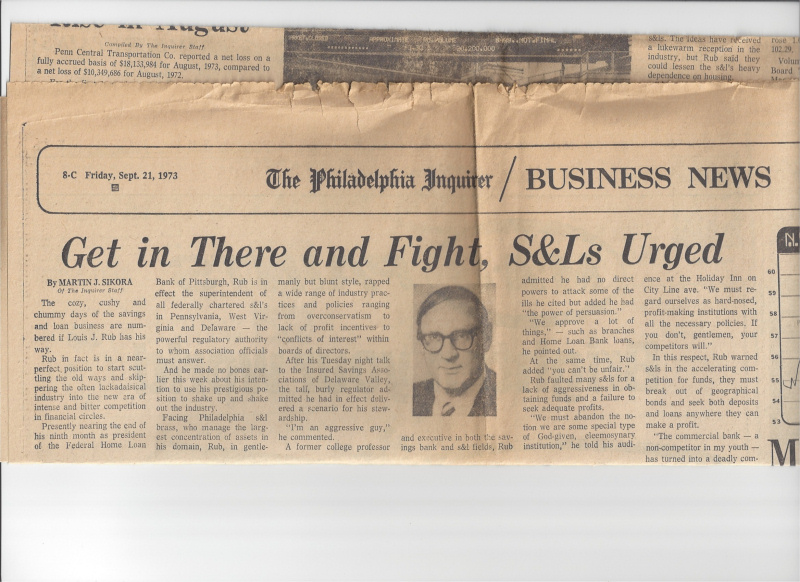 Rise in August
Compiled By The Inquirer Staff
Penn Central Transportation Co. reported a net loss on
fully accrued basis of $18,133,984 for August, 1973, compared to
a net loss of $10,349,686 for August, 1972.
s&ls. The ideas have received
a lukewarm reception in the
industry, but Rub said they
could lessen the s&l's heavy
dependence on housing.
rose 1.1
102.29.
Volum
Board
8-C Friday, Sept. 21, 1973
The Philadelphia Inquirer / BUSINESS NEWS
Get in There and Fight, S&Ls Urged
By MARTIN J. SIKORA
Of The Inquirer Staff
The cozy, cushy and
chummy days of the savings
and loan business are num-
bered if Louis J. Rub has his
way.
Rub in fact is in a near-
perfect position to start scut-
tling the old ways and skip-
pering the often lackadaisical
industry into the new era of
intense and bitter competition
in financial circles.
Presently nearing the end of
his ninth month as president
of the Federal Home Loan
Bank of Pittsburgh, Rub is in
effect the superintendent of
all federally chartered s&l's
in Pennsylvania, West Vir-
ginia and Delaware — the
powerful regulatory authority
to whom association officials
must answer.
And he made no bones
earlier this week about his inten-
tion to use his prestigious po-
sition to shake up and shake
out the industry.
Facing Philadelphia s&l
brass, who manage the larg-
est concentration of assets in
his domain, Rub, in gentle-
manly but blunt style, rapped
a wide range of industry prac-
tices and policies ranging
from overconservatism to
lack of profit incentives to
"conflicts of interest" within
boards of directors.
After his Tuesday night talk
to the Insured Savings Asso-
ciations of Delaware Valley,
the tall, burly regulator ad-
mitted he had in effect deliv-
ered a scenario for his stew-
ardship.
"I'm an aggressive guy,"
he commented.
A former college professor
and executive in both the sav-
ings bank and s&l fields, Rub
admitted he had no direct
powers to attack some of the
ills he cited but added he had
"the power of persuasion."
"We approve a lot of
things," — such as branches
and Home Loan Bank loans,
he pointed out.
At the same time, Rub
added "you can't be unfair."
Rub faulted many s&ls for a
lack of aggressiveness in ob-
taining funds and a failure to
seek adequate profits.
"We must abandon the no-
tion we are some special type
of God-given, eleemosynary
institution," he told his audi-
ence at the Holiday Inn on
City Line ave. "We must re-
gard ourselves as hard-nosed,
profit-making institutions with
all the necessary policies. If
you don't, gentlemen, your
competitors will."
In this respect, Rub warned
s&ls in the accelerating com-
petition for funds, they must
break out of geographical
bonds and seek both deposits
and loans anywhere they can
make a profit.
"The commercial bank — a
non-competitor in my youth —
has turned into a deadly com-
N.
60
59
58
57
56
55
54
53
M